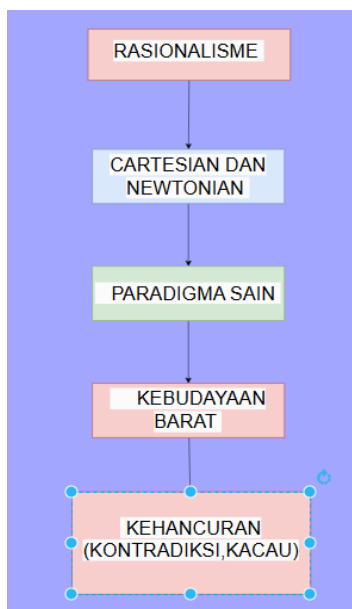 RASIONALISME
CARTESIAN DAN
NEWTONIAN
PARADIGMA SAIN
KEBUDAYAAN
BARAT
KEHANCURAN
(KONTRADIKSI,KACAU)